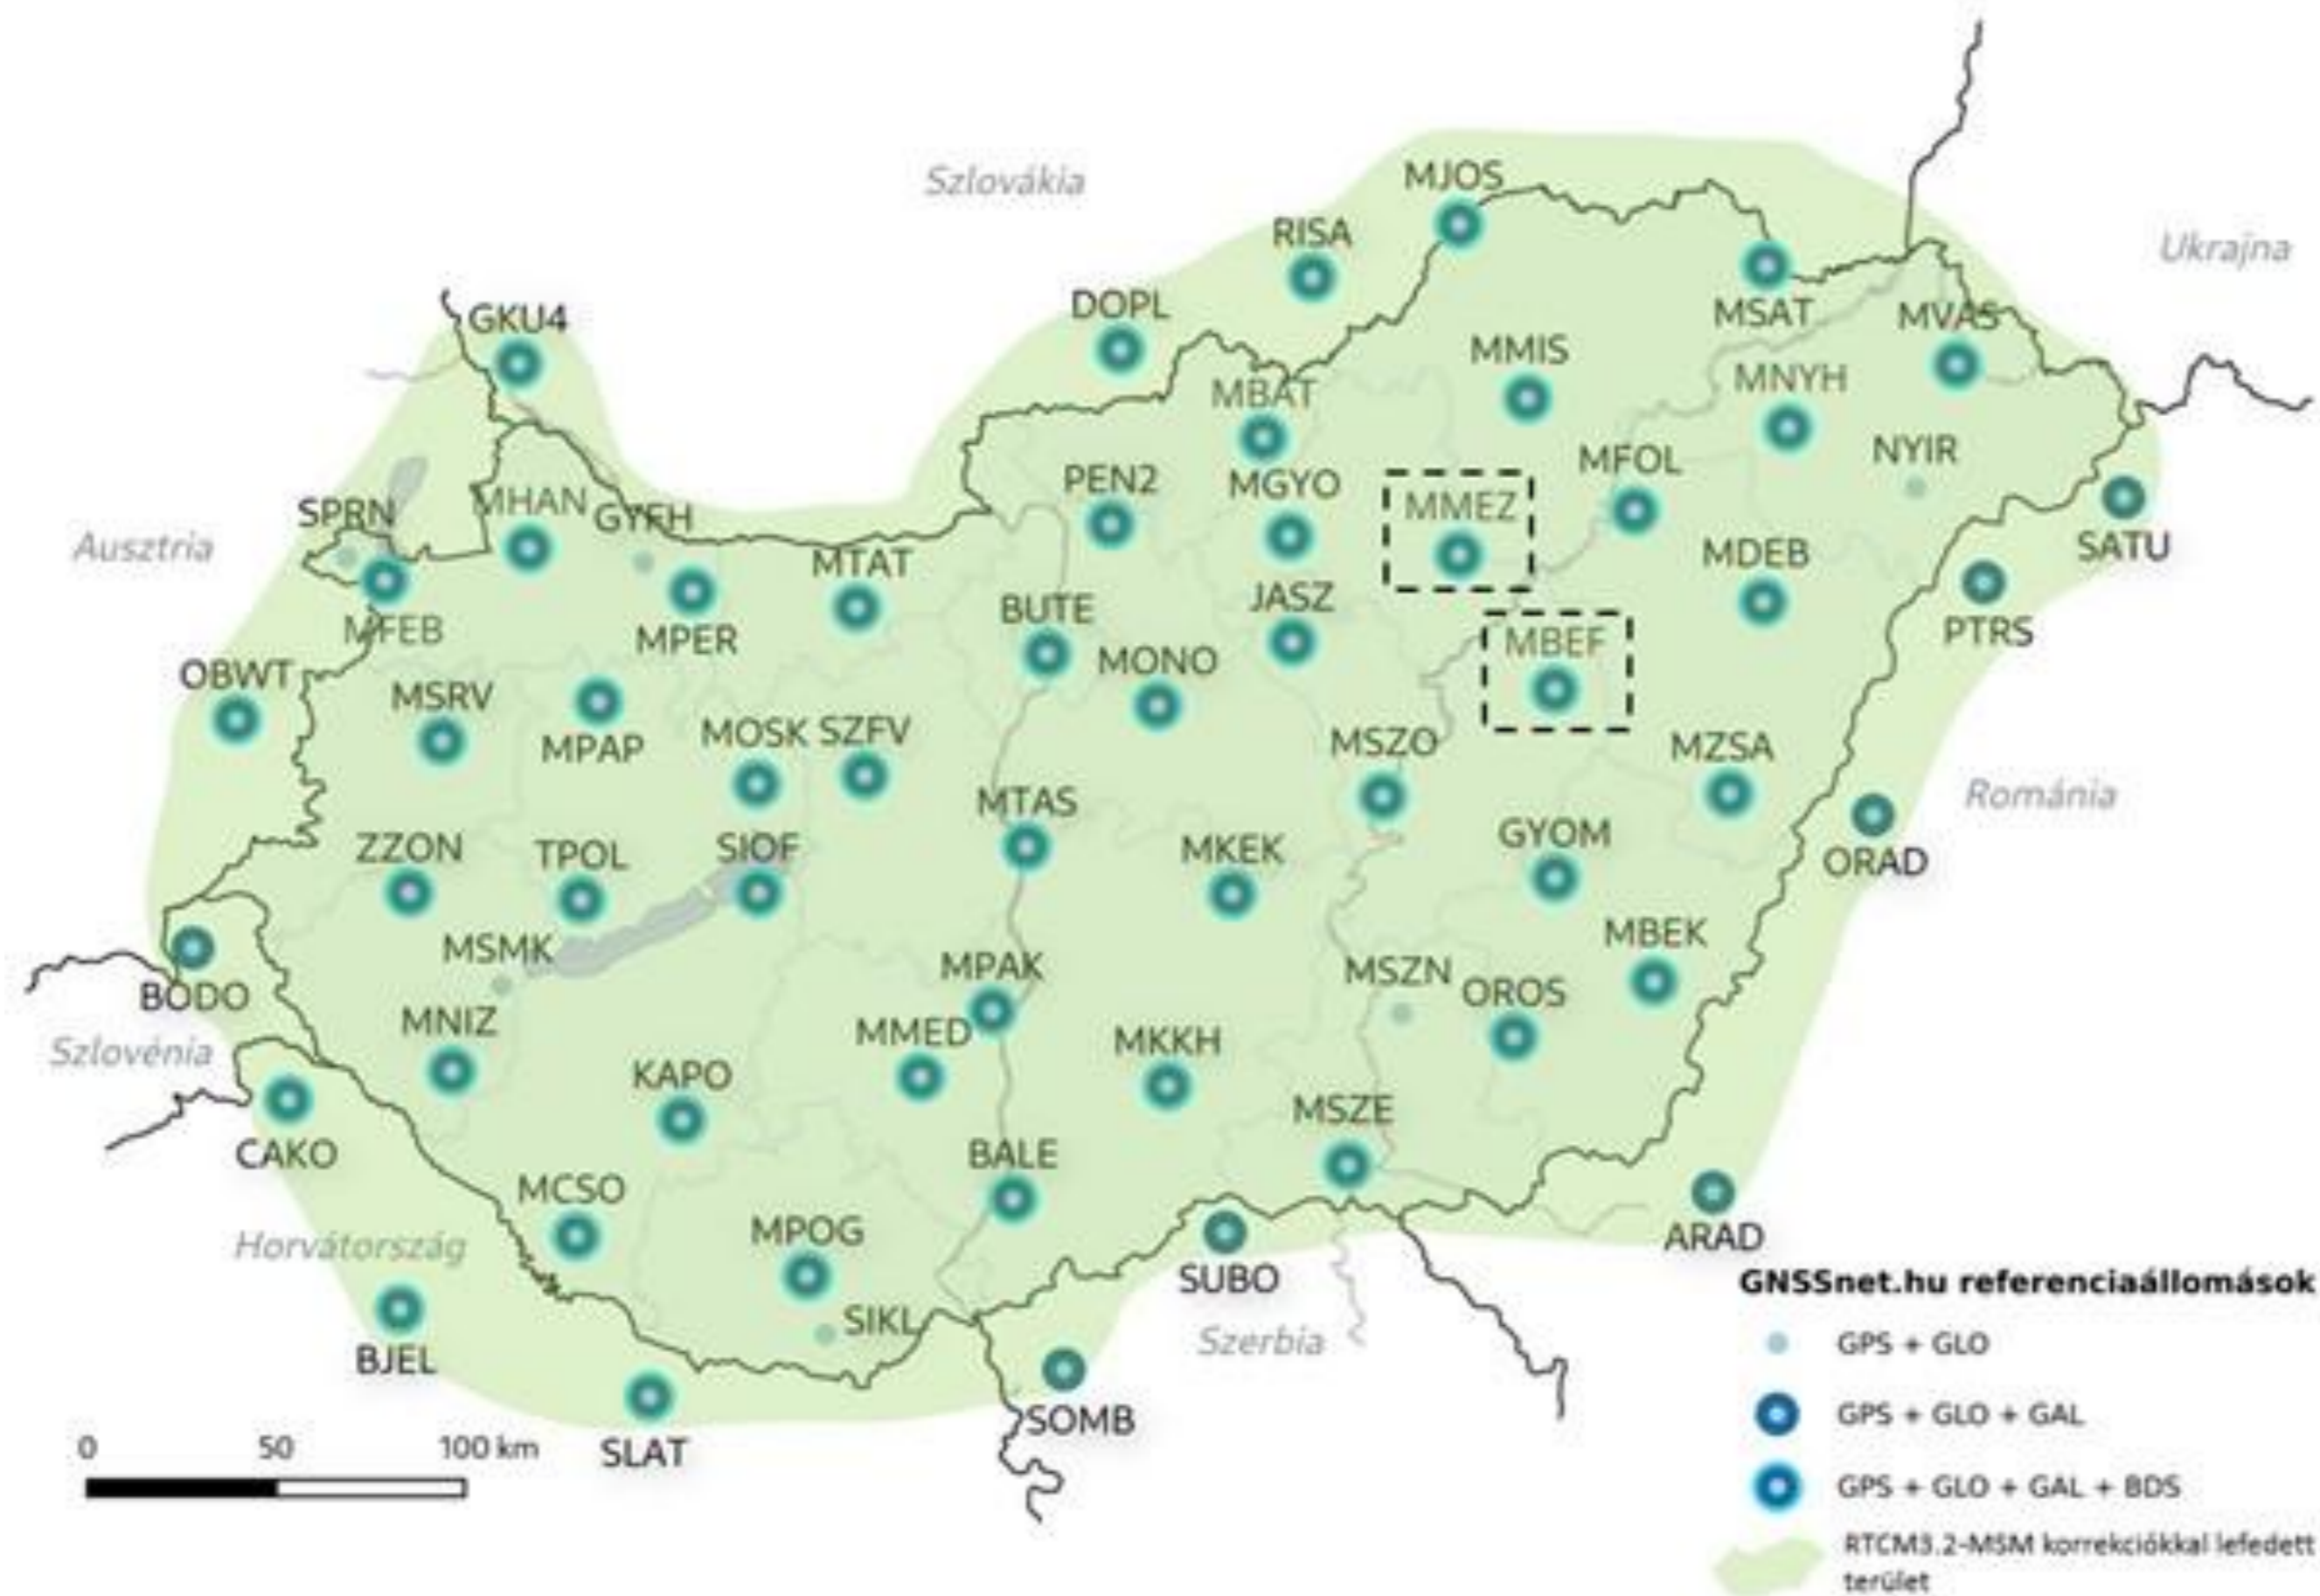 Szlovákia
MJOS
RISA
Ukrajna
GKU4
DOPL
MSAT
MVAS
MMIS
MBAT
MNYH
NYIR
MFOL
PEN2
MGYO
MMEZ
SPRN
MHAN
GYFH
Ausztria
SATU
MTAT
MDEB
JASZ
BUTE
MFEB
MPER
PTRS
MBEF
MONO
OBWT
MSRV
MPAP
MOSK
SZFV
MSZO
MZSA
MTAS
Románia
ZZON
TPOL
SIOF
MKEK
GYOM
ORAD
MBEK
MSMK
MPAK
MSZN
OROS
BODO
MNIZ
MMED
MKKH
Szlovénia
KAPO
MSZE
CAKO
BALE
MCSO
MPOG
ARAD
Horvátország
SUBO
GNSSnet.hu referenciaállomások
SIKL
Szerbia
GPS + GLO
BJEL
SOMB
GPS + GLO + GAL
0 50 100 km
SLAT
GPS + GLO + GAL + BDS
RTCM3.2-MSM korrekciókkal lefedett
terület